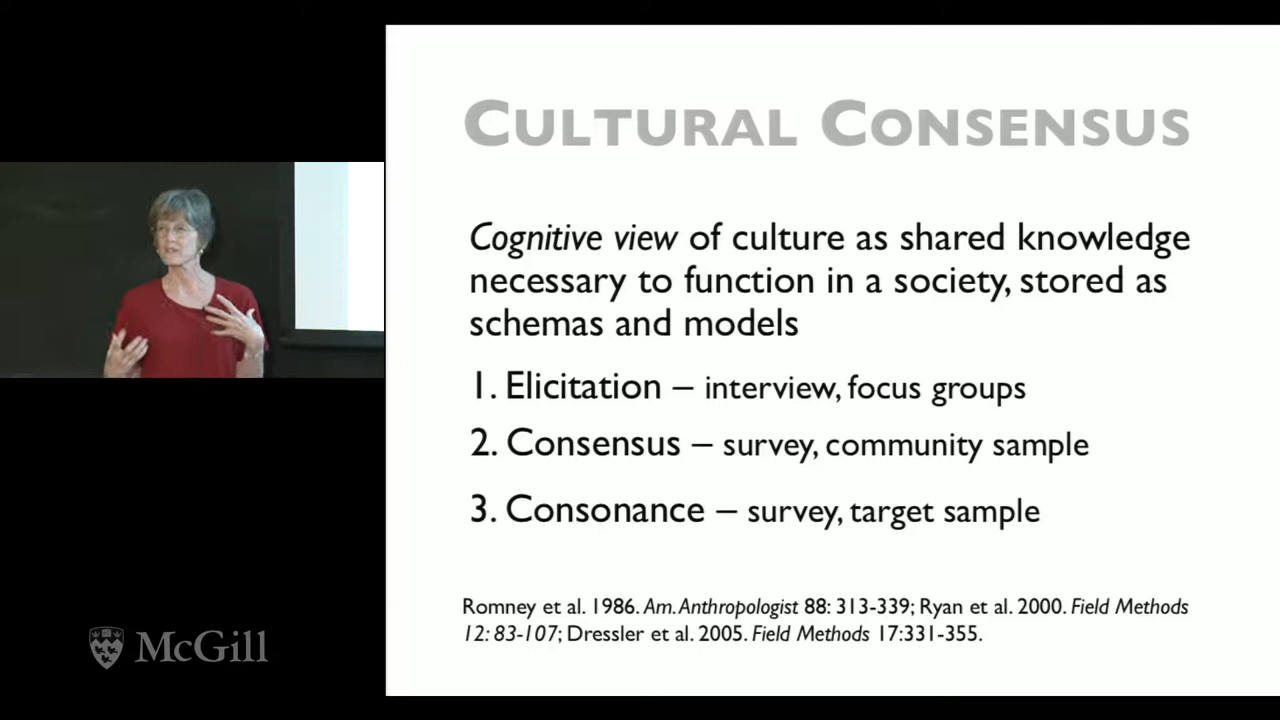 CULTURAL CONSENSUS
Cognitive view of culture as shared knowledge
necessary to function in a society, stored as
schemas and models
1. Elicitation – interview, focus groups
2. Consensus – survey, community sample
3. Consonance – survey, target sample
Romney et al. 1986. Am. Anthropologist 88: 313-339; Ryan et al. 2000. Field Methods
12: 83-107; Dressler et al. 2005. Field Methods 17:331-355.
McGill